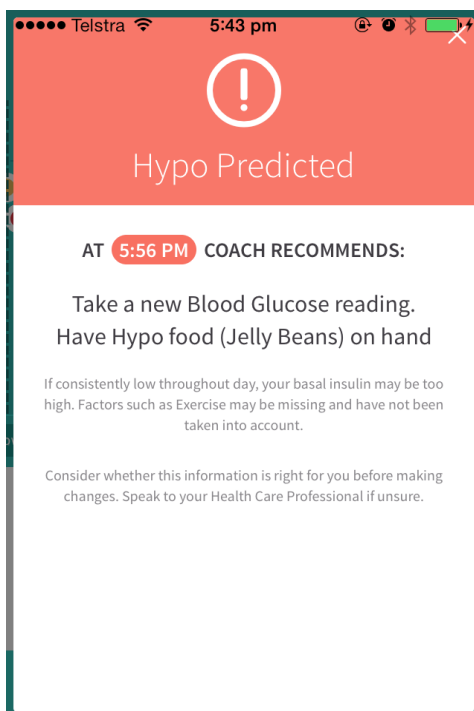 Telstra 5:43 pm
Hypo Predicted
AT 5:56 PM COACH RECOMMENDS:
Take a new Blood Glucose reading.
Have Hypo food (Jelly Beans) on hand
If consistently low throughout day, your basal insulin may be too
high. Factors such as Exercise may be missing and have not been
taken into account.
Consider whether this information is right for you before making
changes. Speak to your Health Care Professional if unsure.